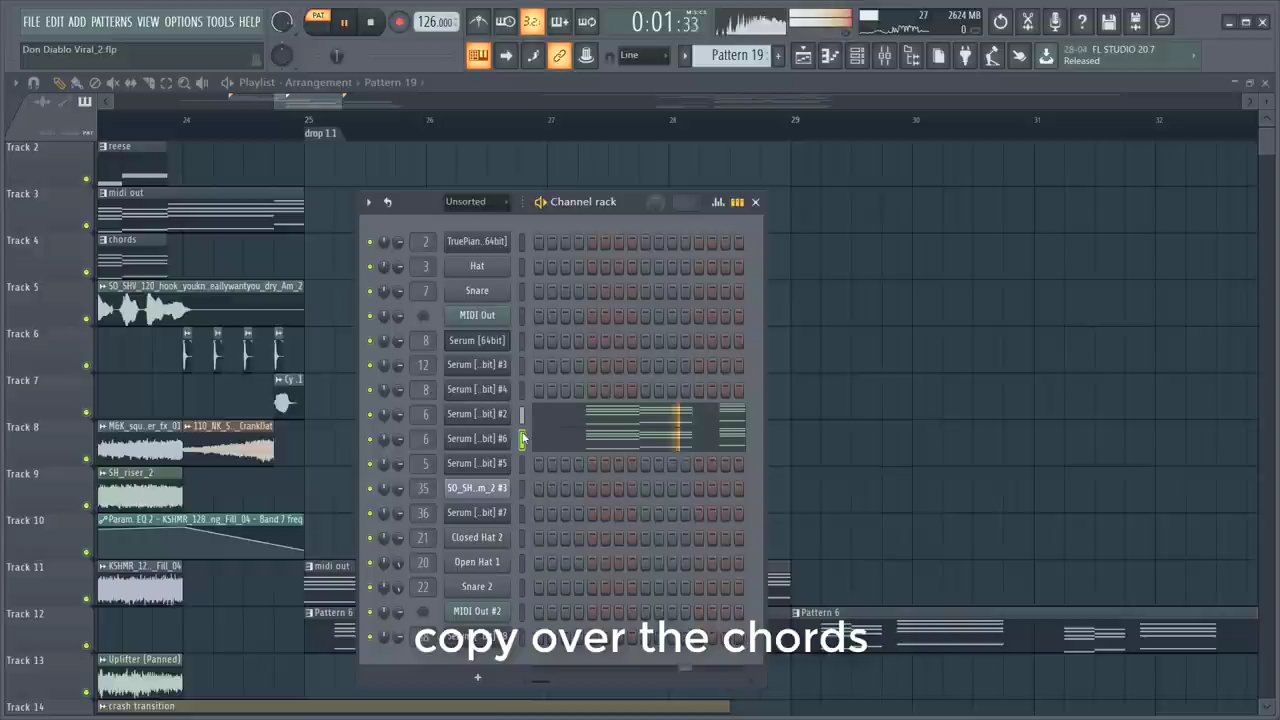 FILE EDIT ADD PATTERNS VIEW OPTIONS TOOLS HELP
PAT
126.000
3.2.
0:01:33
M:S:CS
27
2624 MB
0
Don Diablo Viral_2.flp
Line
Pattern 19
28-04 FL STUDIO 20.7
Released
Playlist - Arrangement › Pattern 19 ›
24 25 26 27 28 29 30 31 32
drop 1.1
Track 2
reese
Track 3
midi out
Track 4
chords
Track 5
SO_SHV_120_hook_youkn_eallywantyou_dry_Am_2
Track 6
Track 7
Cy .1
Track 8
M6K_squ…er_fx_01
110_NK_S…_CrankDat
Track 9
SH_riser_2
Track 10
Param. EQ 2 - KSHMR_128…ng_Fill_04 - Band 7 freq
Track 11
KSHMR_12…_Fill_04
midi out
Track 12
Pattern 6
Pattern 6
Track 13
Uplifter [Panned]
Track 14
crash transition
Unsorted
Channel rack
2 TruePian..64bit]
3 Hat
7 Snare
MIDI Out
8 Serum [64bit]
12 Serum [..bit] #3
8 Serum [..bit] #4
6 Serum [..bit] #2
6 Serum [..bit] #6
5 Serum [..bit] #5
35 SO_SH..m_2 #3
36 Serum [..bit] #7
21 Closed Hat 2
20 Open Hat 1
22 Snare 2
MIDI Out #2
copy over the chords